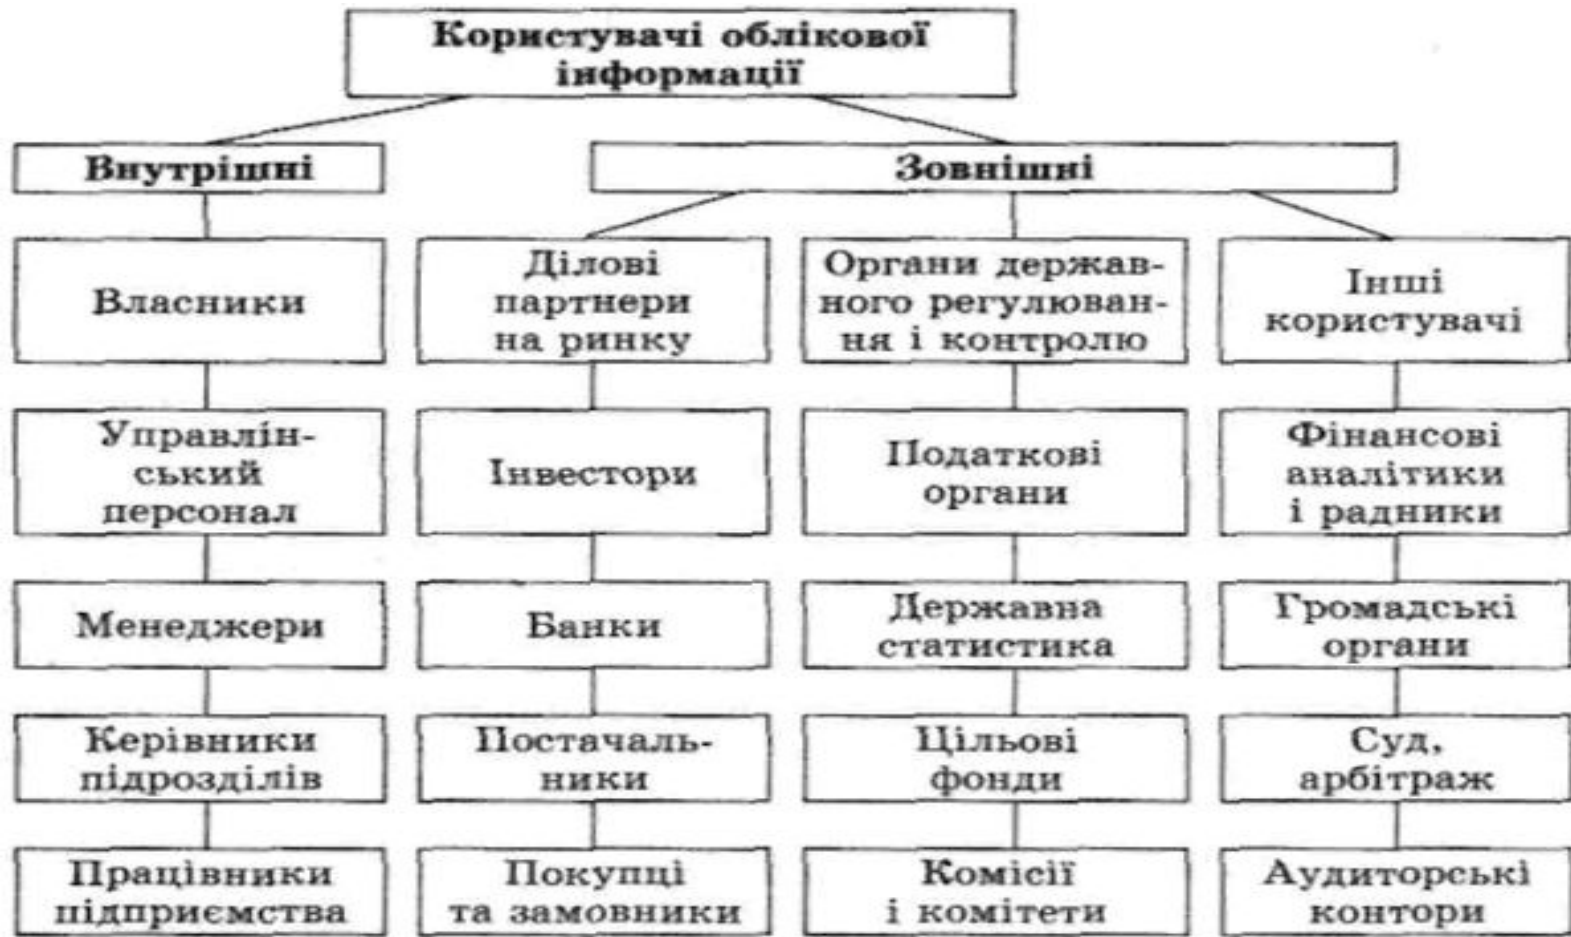 Користувачі облікової
інформації
Внутрішні
Зовнішні
Власники
Ділові
партнери
на ринку
Органи держав-
ного регулюван-
ня і контролю
Інші
користувачі
Управлін-
ський
персонал
Інвестори
Податкові
органи
Фінансові
аналітики
і радники
Менеджери
Банки
Державна
статистика
Громадські
органи
Керівники
підрозділів
Постачаль-
ники
Цільові
фонди
Суд,
арбітраж
Працівники
підприємства
Покупці
та замовники
Комісії
і комітети
Аудиторські
контори